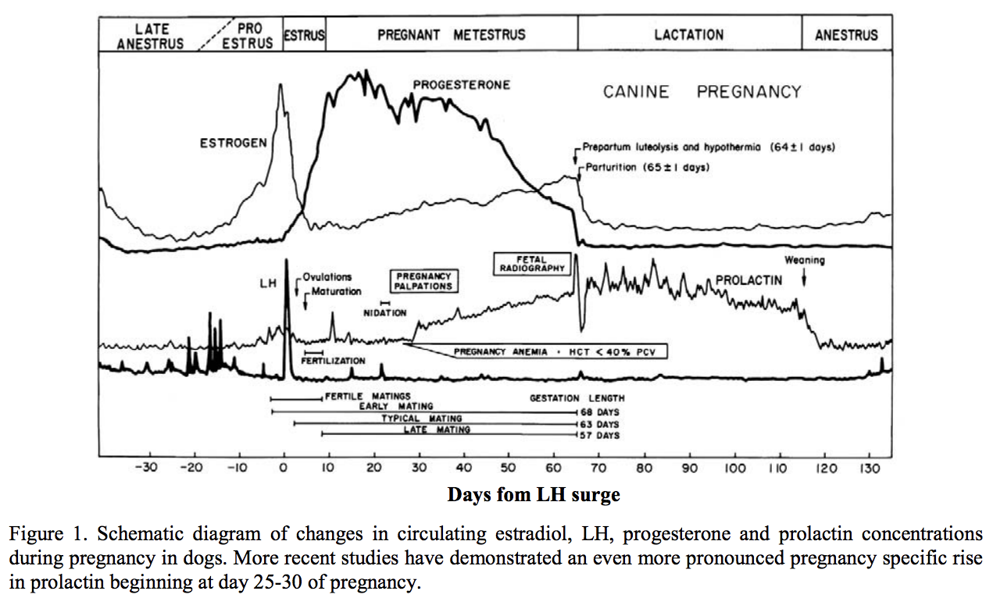 LATE ANESTRUS
PRO ESTRUS
ESTRUS
PREGNANT METESTRUS
LACTATION
ANESTRUS
PROGESTERONE
CANINE PREGNANCY
ESTROGEN
Prepartum luteolysis and hypothermia (64±1 days)
Parturition (65±1 days)
LH
Ovulations
Maturation
PREGNANCY
PALPATIONS
NIDATION
FETAL
RADIOGRAPHY
PROLACTIN
Weaning
FERTILIZATION
PREGNANCY ANEMIA • HCT < 40% PCV
FERTILE MATINGS
GESTATION LENGTH
EARLY MATING
68 DAYS
TYPICAL MATING
63 DAYS
LATE MATING
57 DAYS
-30 -20 -10 0 10 20 30 40 50 60 70 80 90 100 110 120 130
Days fom LH surge
Figure 1. Schematic diagram of changes in circulating estradiol, LH, progesterone and prolactin concentrations
during pregnancy in dogs. More recent studies have demonstrated an even more pronounced pregnancy specific rise
in prolactin beginning at day 25-30 of pregnancy.